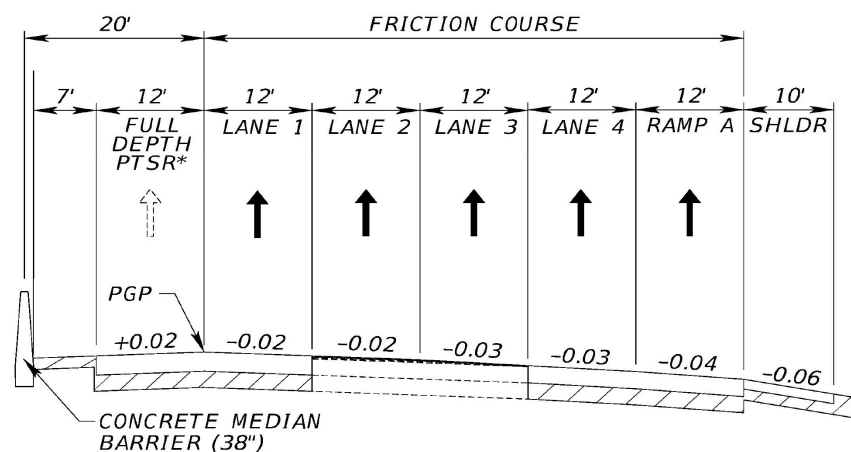 20' FRICTION COURSE
7' 12' 12' 12' 12' 12' 12' 10'
FULL
DEPTH
PTSR*
LANE 1 LANE 2 LANE 3 LANE 4 RAMP A SHLDR
PGP
+0.02 -0.02 -0.02 -0.03 -0.03 -0.04 -0.06
CONCRETE MEDIAN
BARRIER (38")